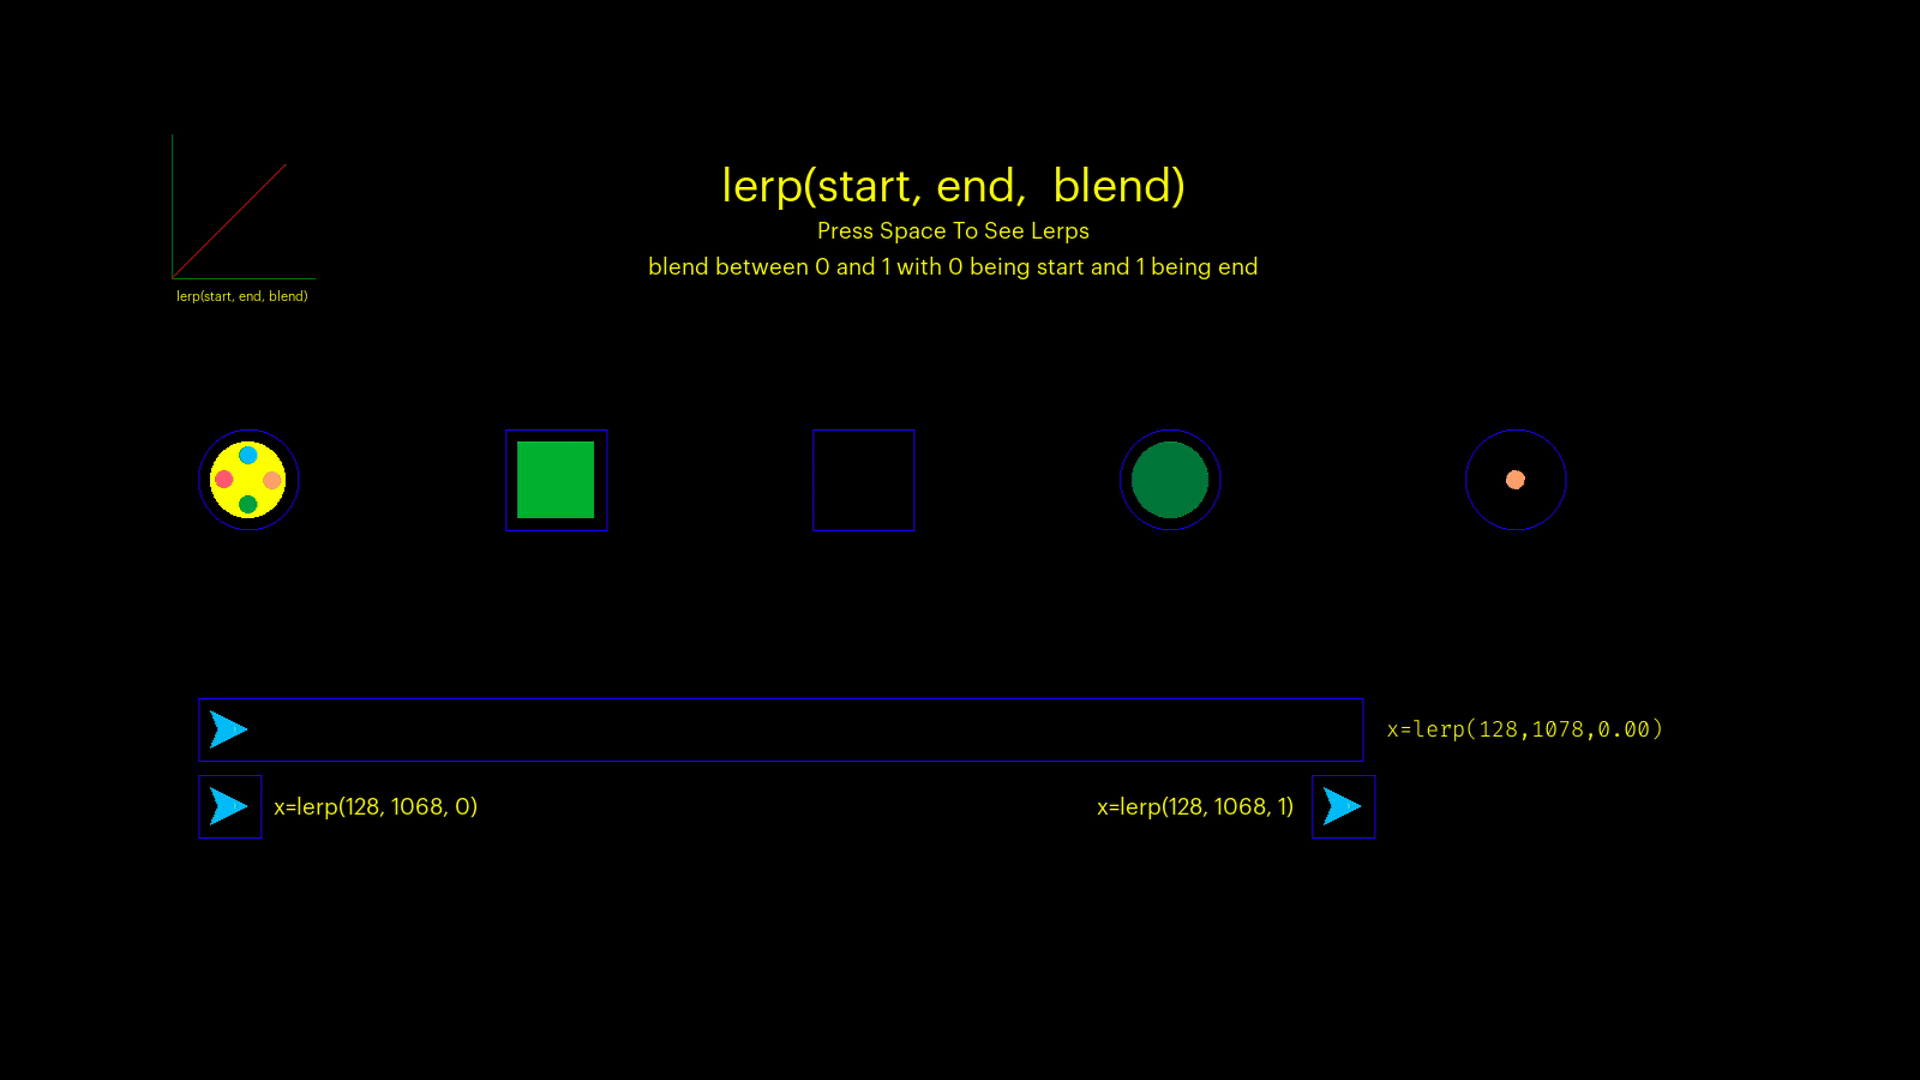 lerp(start, end,  blend)
Press Space To See Lerps
blend between 0 and 1 with 0 being start and 1 being end
lerp(start, end, blend)
x=lerp(128,1078,0.00)
x=lerp(128, 1068, 0)
x=lerp(128, 1068, 1)